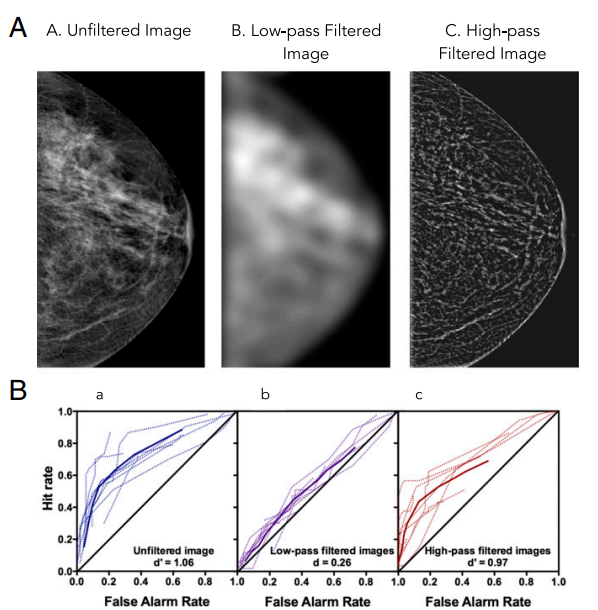 A
A. Unfiltered Image
B. Low-pass Filtered
Image
C. High-pass
Filtered Image
B
a
b
c
Hit rate
1.0
0.8
0.6
0.4
0.2
0.0
Unfiltered image
d' = 1.06
Low-pass filtered images
d = 0.26
High-pass filtered images
d' = 0.97
0.0 0.2 0.4 0.6 0.8 1.0 0.2 0.4 0.6 0.8 1.0 0.2 0.4 0.6 0.8 1.0
False Alarm Rate
False Alarm Rate
False Alarm Rate